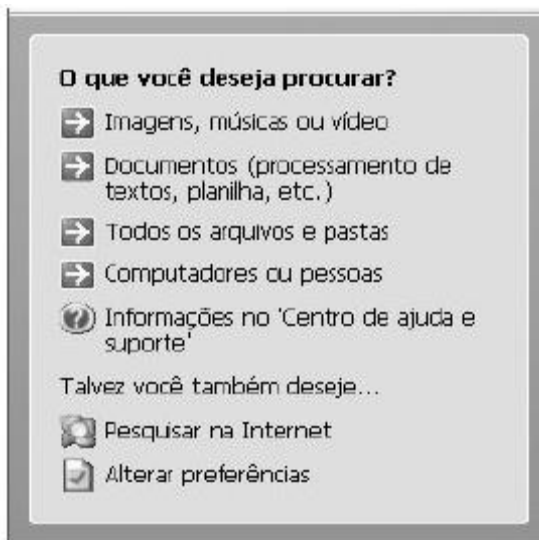 O que você deseja procurar?
Imagens, músicas ou vídeo
Documentos (processamento de
textos, planilha, etc.)
Todos os arquivos e pastas
Computadores ou pessoas
Informações no 'Centro de ajuda e
suporte'
Talvez você também deseje...
Pesquisar na Internet
Alterar preferências